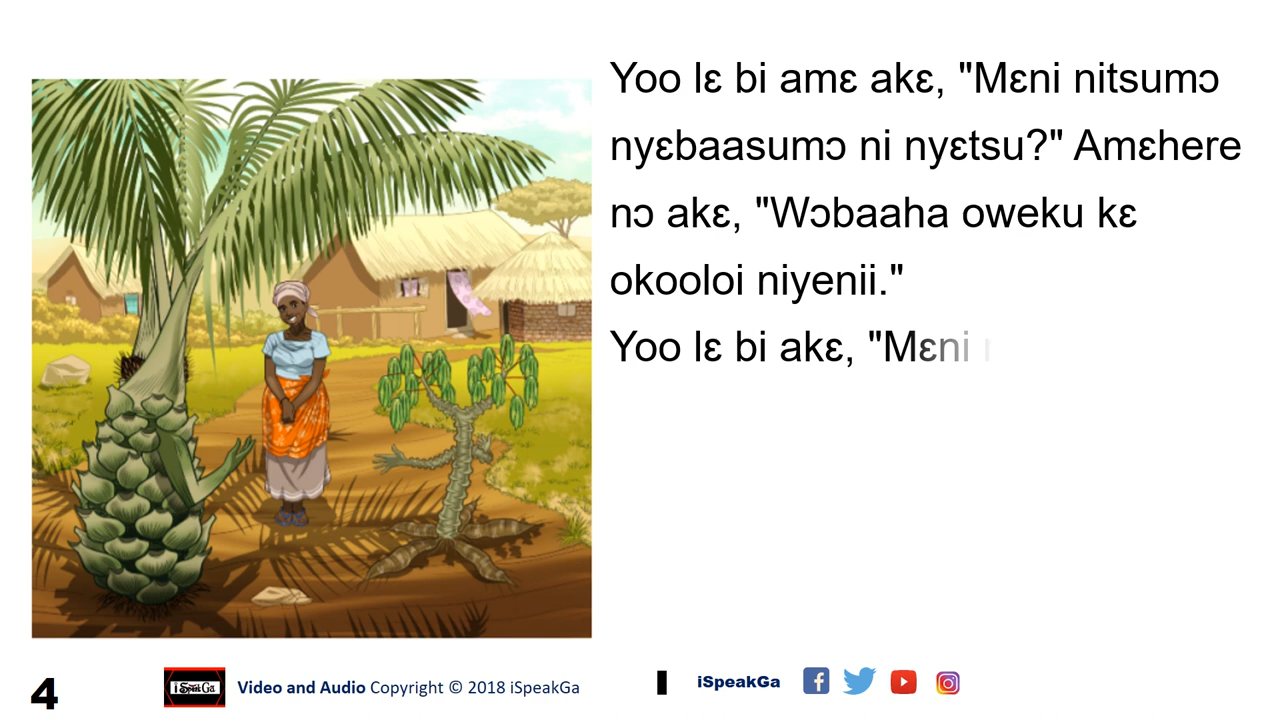 Yoo lɛ bi amɛ akɛ, "Mɛni nitsumɔ
nyɛbaasumɔ ni nyɛtsu?" Amɛhere
nɔ akɛ, "Wɔbaaha oweku kɛ
okooloi niyenii."
Yoo lɛ bi akɛ, "Mɛni
4
iSpeakGa
Video and Audio Copyright © 2018 iSpeakGa
iSpeakGa